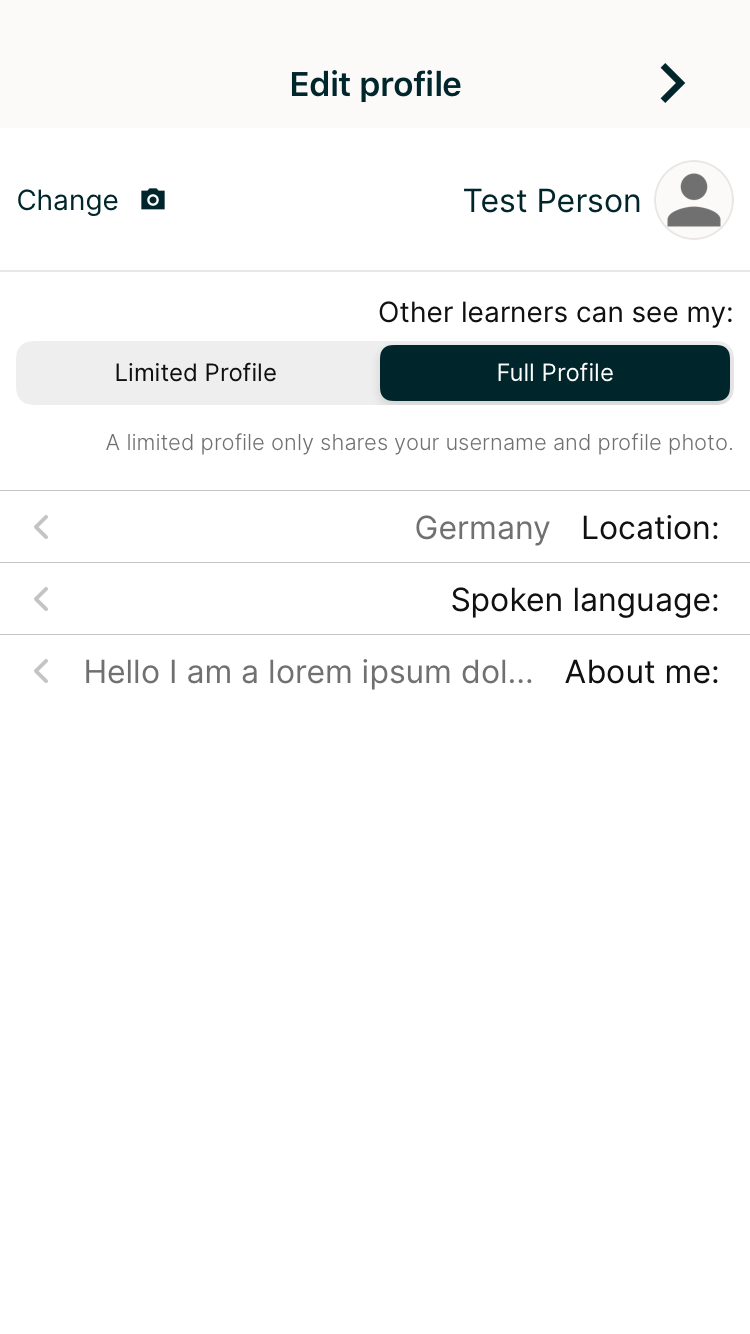 Edit profile
Test Person Change
Other learners can see my:
Full Profile Limited Profile
A limited profile only shares your username and profile photo.
Location: Germany
Spoken language:
About me: Hello I am a lorem ipsum dol...